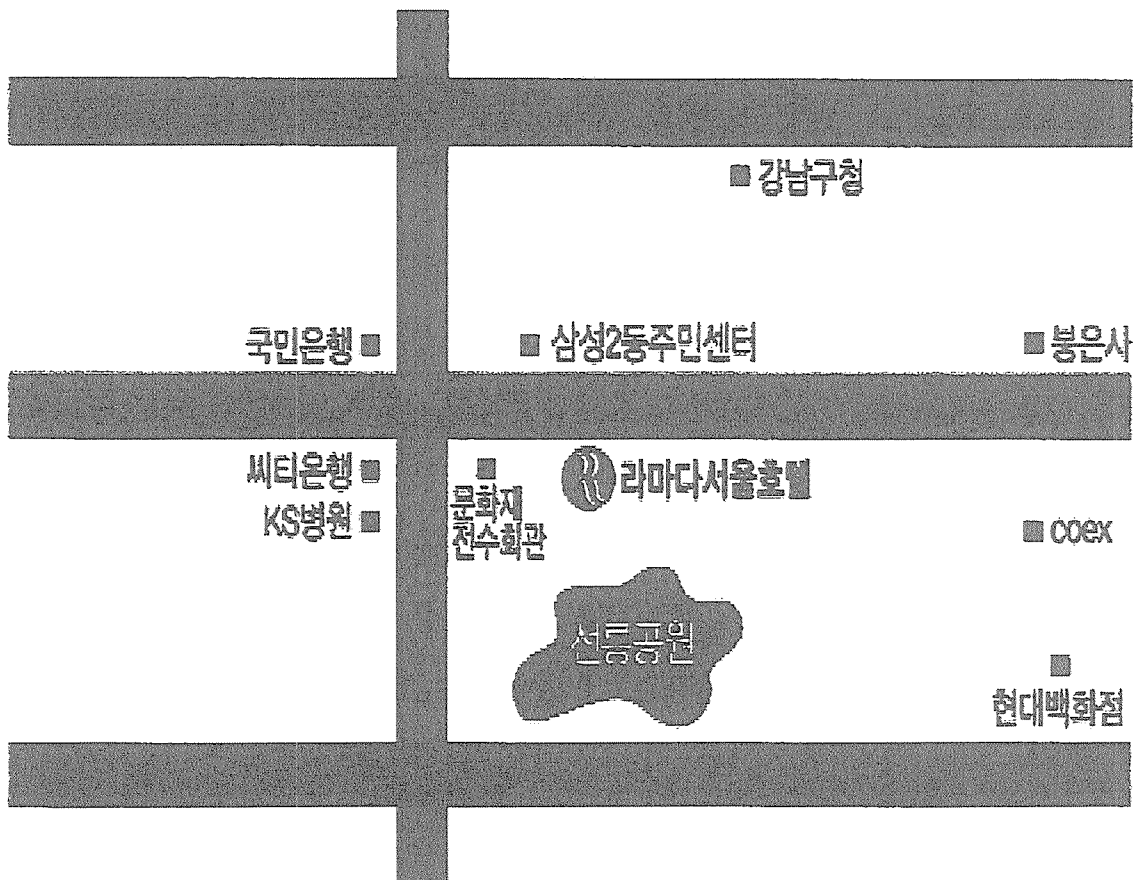 강남구청
국민은행
삼성2동주민센터
봉은사
씨티은행
라마다서울호텔
KS병원
문화재
전수회관
coex
선릉공원
현대백화점